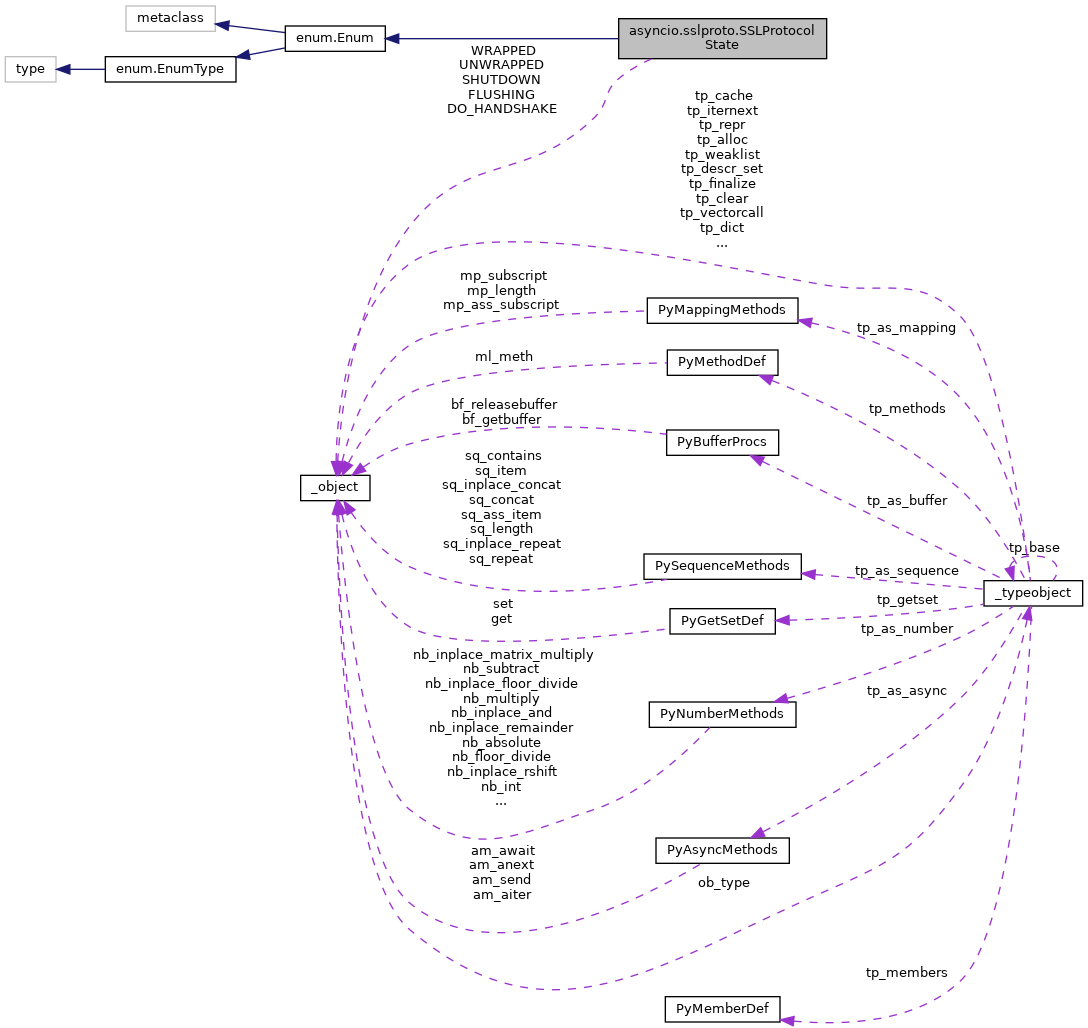 metaclass
asyncio.sslproto.SSLProtocol
State
enum.Enum
type
enum.EnumType
WRAPPED
UNWRAPPED
SHUTDOWN
FLUSHING
DO_HANDSHAKE
tp_cache
tp_iternext
tp_repr
tp_alloc
tp_weaklist
tp_descr_set
tp_finalize
tp_clear
tp_vectorcall
tp_dict
...
mp_subscript
mp_length
mp_ass_subscript
PyMappingMethods
tp_as_mapping
ml_meth
PyMethodDef
tp_methods
bf_releasebuffer
bf_getbuffer
PyBufferProcs
_object
sq_contains
sq_item
sq_inplace_concat
sq_concat
sq_ass_item
sq_length
sq_inplace_repeat
sq_repeat
tp_as_buffer
tp_base
PySequenceMethods
tp_as_sequence
_typeobject
set
get
PyGetSetDef
tp_getset
tp_as_number
nb_inplace_matrix_multiply
nb_subtract
nb_inplace_floor_divide
nb_multiply
nb_inplace_and
nb_inplace_remainder
nb_absolute
nb_floor_divide
nb_inplace_rshift
nb_int
...
PyNumberMethods
tp_as_async
am_await
am_anext
am_send
am_aiter
PyAsyncMethods
ob_type
tp_members
PyMemberDef